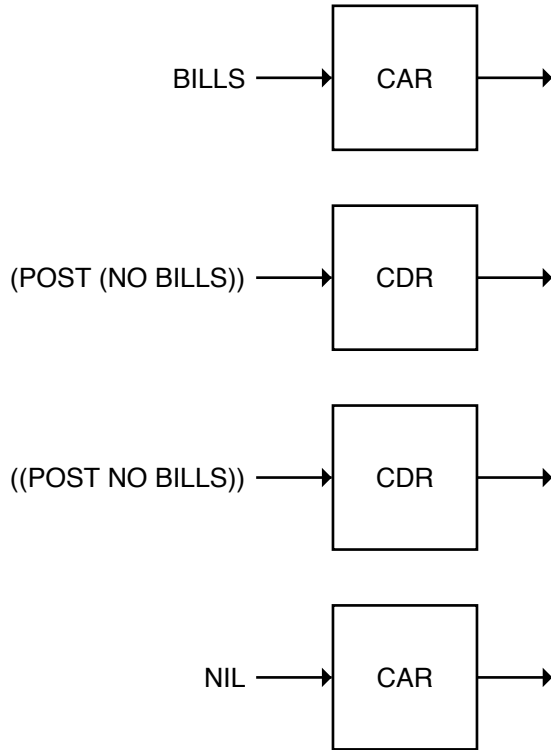 BILLS CAR
(POST (NO BILLS)) CDR
((POST NO BILLS)) CDR
NIL CAR